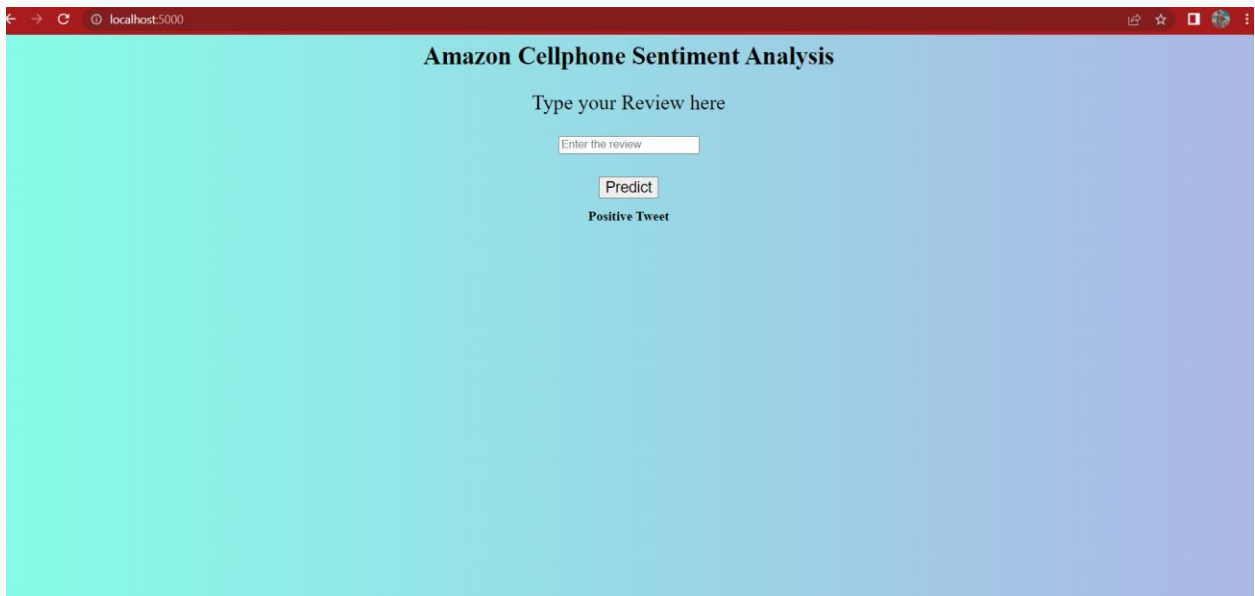 localhost:5000
Amazon Cellphone Sentiment Analysis
Type your Review here
Enter the review
Predict
Positive Tweet